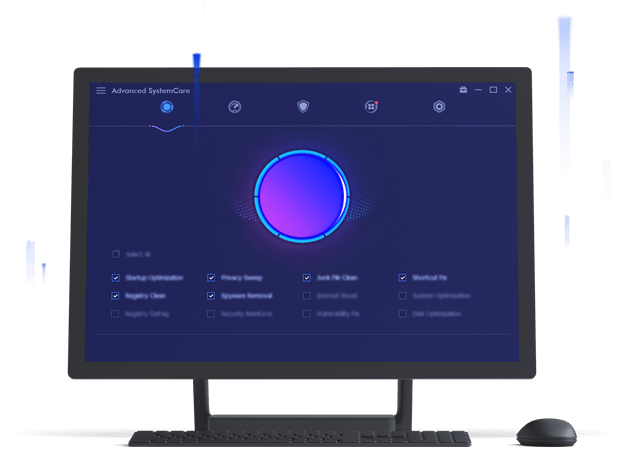 Advanced SystemCare
Select All
Startup Optimization Privacy Sweep Junk File Clean Shortcut Fix
Registry Clean Spyware Removal Internet Boost System Optimization
Registry Defrag Security Reinforce Vulnerability Fix Disk Optimization